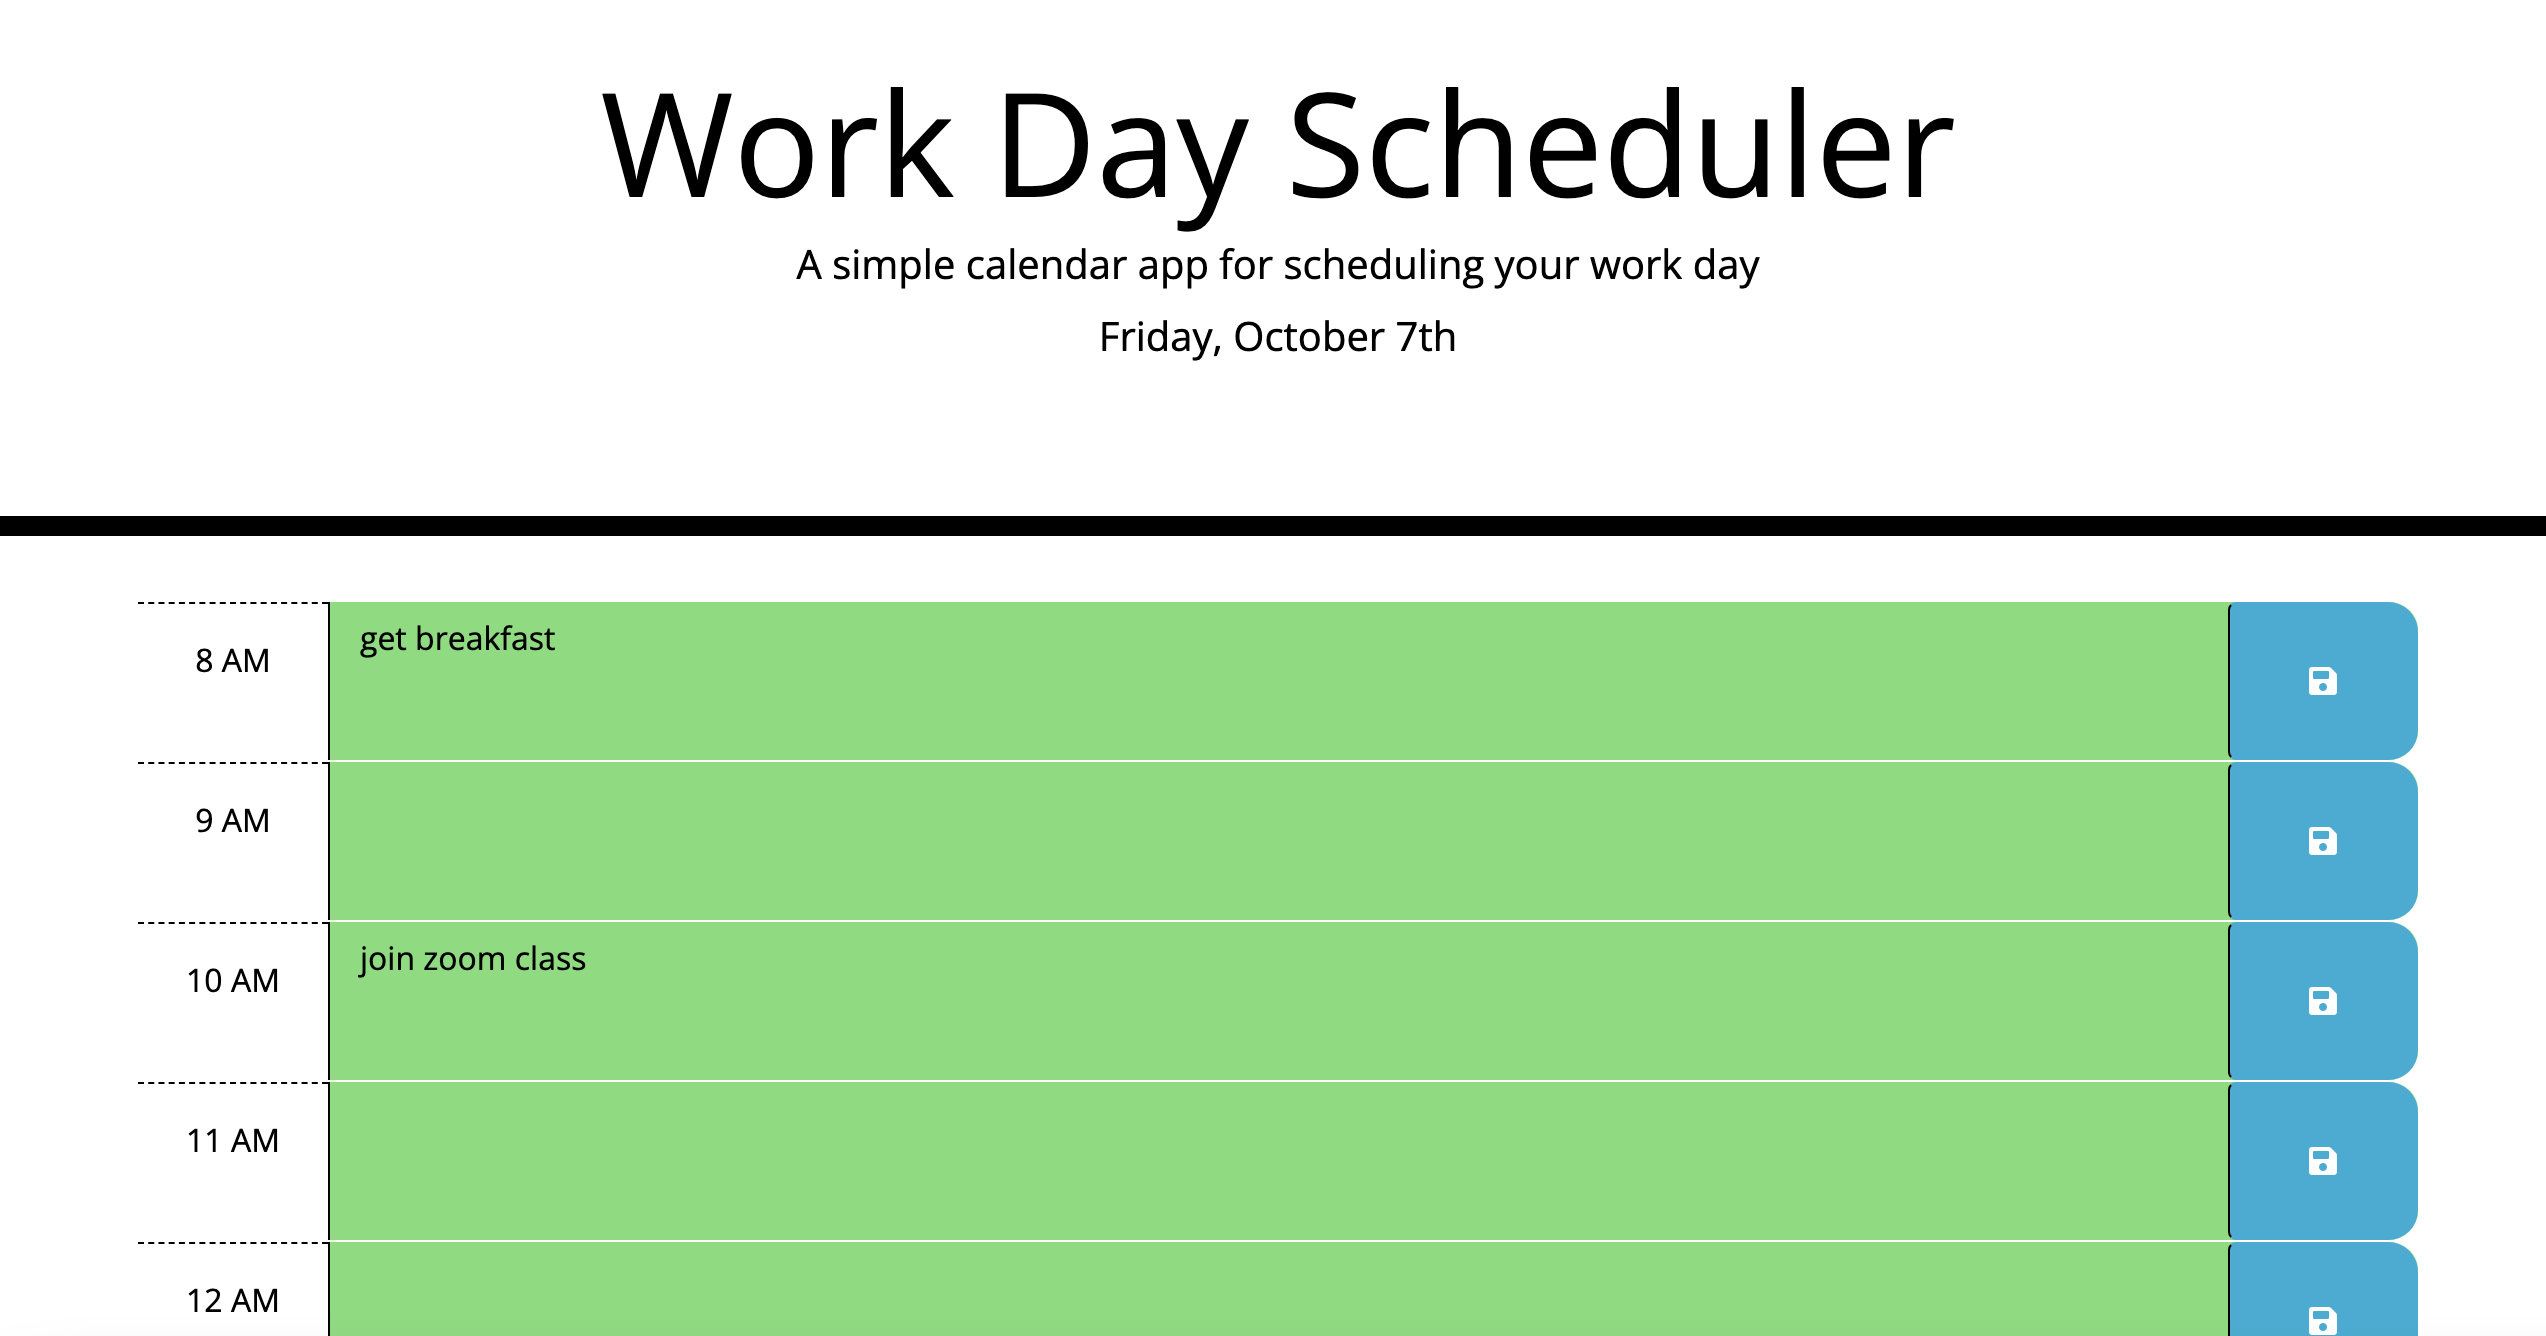 Work Day Scheduler
A simple calendar app for scheduling your work day
Friday, October 7th
8 AM
get breakfast
9 AM
10 AM
join zoom class
11 AM
12 AM